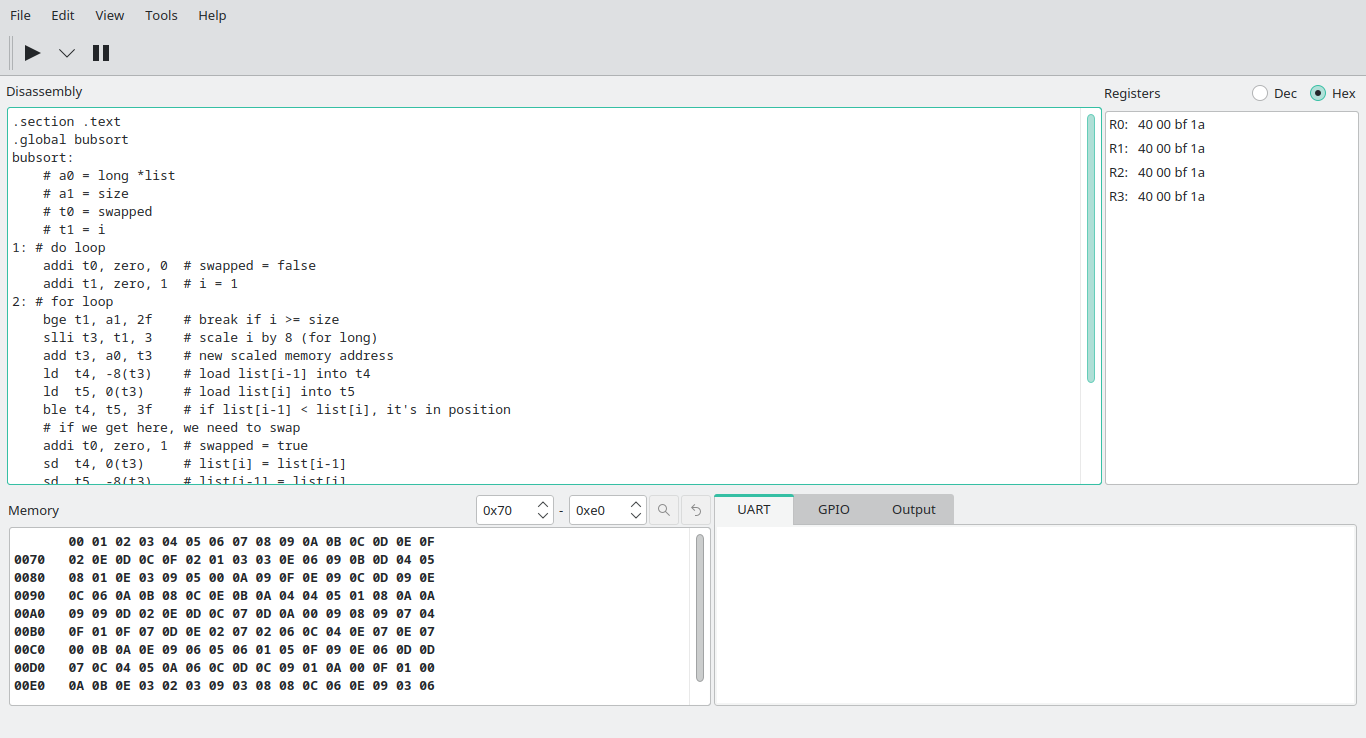 File Edit View Tools Help
Disassembly
.section .text
.global bubsort
bubsort:
    # a0 = long *list
    # a1 = size
    # t0 = swapped
    # t1 = i
1: # do loop
    addi t0, zero, 0  # swapped = false
    addi t1, zero, 1  # i = 1
2: # for loop
    bge t1, a1, 2f    # break if i >= size
    slli t3, t1, 3    # scale i by 8 (for long)
    add t3, a0, t3    # new scaled memory address
    ld  t4, -8(t3)    # load list[i-1] into t4
    ld  t5, 0(t3)     # load list[i] into t5
    ble t4, t5, 3f    # if list[i-1] < list[i], it's in position
    # if we get here, we need to swap
    addi t0, zero, 1  # swapped = true
    sd  t4, 0(t3)     # list[i] = list[i-1]
    sd  t5, -8(t3)    # list[i-1] = list[i]
Registers Dec Hex
R0: 40 00 bf 1a
R1: 40 00 bf 1a
R2: 40 00 bf 1a
R3: 40 00 bf 1a
Memory 0x70 - 0xe0
00 01 02 03 04 05 06 07 08 09 0A 0B 0C 0D 0E 0F
0070 02 0E 0D 0C 0F 02 01 03 03 0E 06 09 0B 0D 04 05
0080 08 01 0E 03 09 05 00 0A 09 0F 0E 09 0C 0D 09 0E
0090 0C 06 0A 0B 08 0C 0E 0B 0A 04 04 05 01 08 0A 0A
00A0 09 09 0D 02 0E 0D 0C 07 0D 0A 00 09 08 09 07 04
00B0 0F 01 0F 07 0D 0E 02 07 02 06 0C 04 0E 07 0E 07
00C0 00 0B 0A 0E 09 06 05 06 01 05 0F 09 0E 06 0D 0D
00D0 07 0C 04 05 0A 06 0C 0D 0C 09 01 0A 00 0F 01 00
00E0 0A 0B 0E 03 02 03 09 03 08 08 0C 06 0E 09 03 06
UART GPIO Output